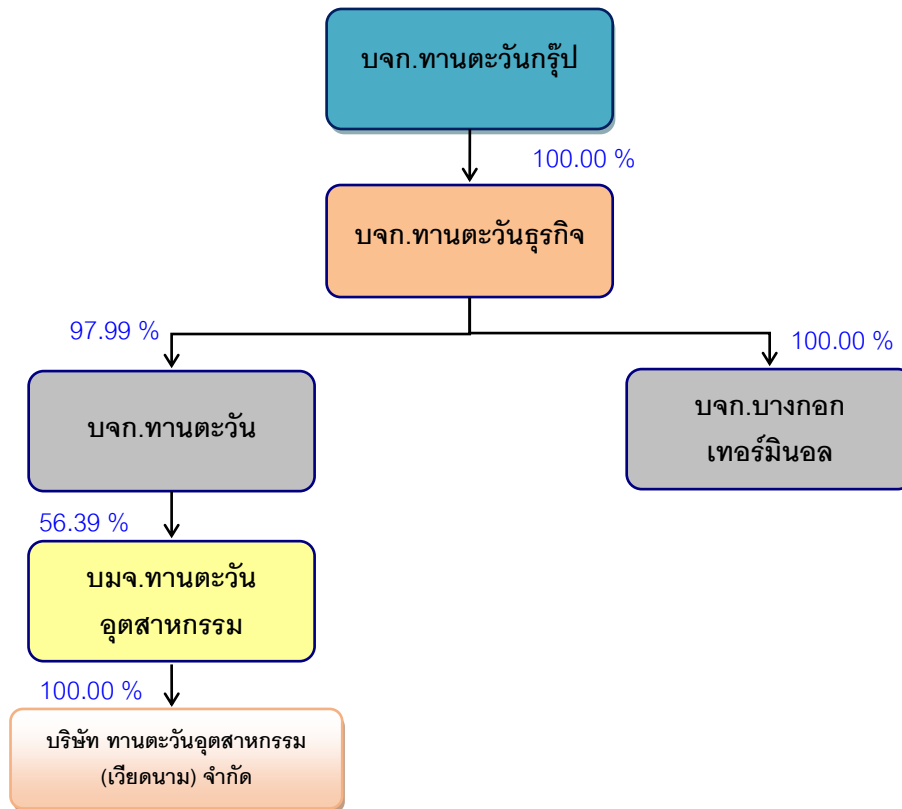 บจก.ทานตะวันกรุ๊ป
100.00 %
บจก.ทานตะวันธุรกิจ
97.99 %
100.00 %
บจก.ทานตะวัน
บจก.บางกอก
เทอร์มินอล
56.39 %
บมจ.ทานตะวัน
อุตสาหกรรม
100.00 %
บริษัท ทานตะวันอุตสาหกรรม
(เวียดนาม) จำกัด